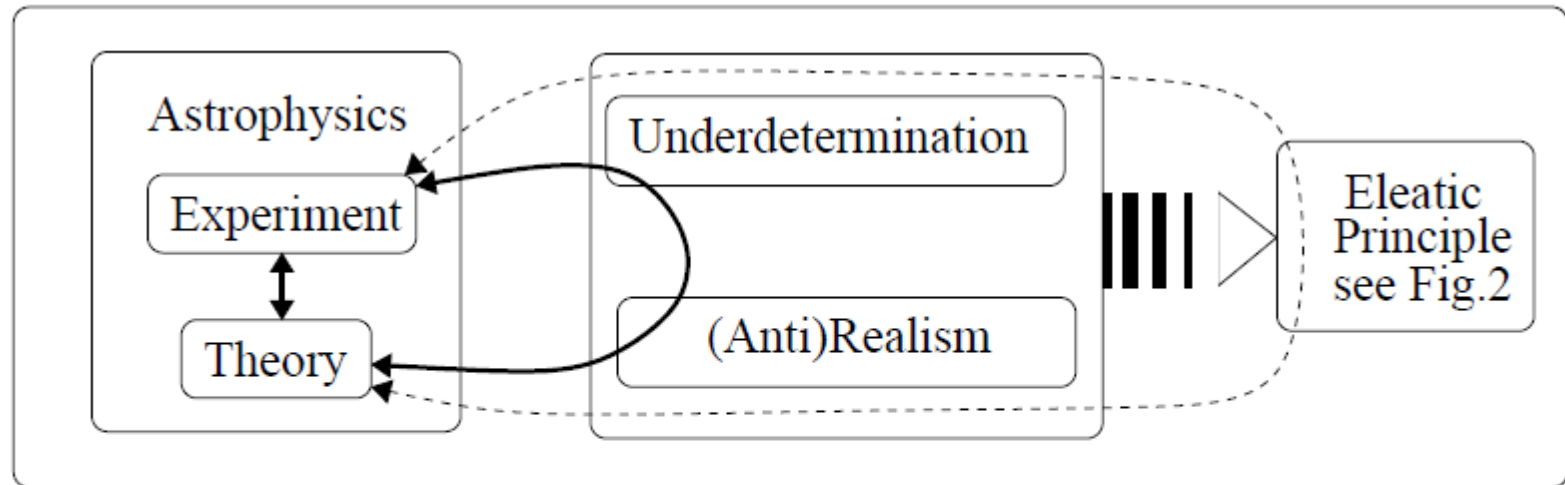 Astrophysics
Experiment
Theory
Underdetermination
(Anti)Realism
Eleatic
Principle
see Fig.2